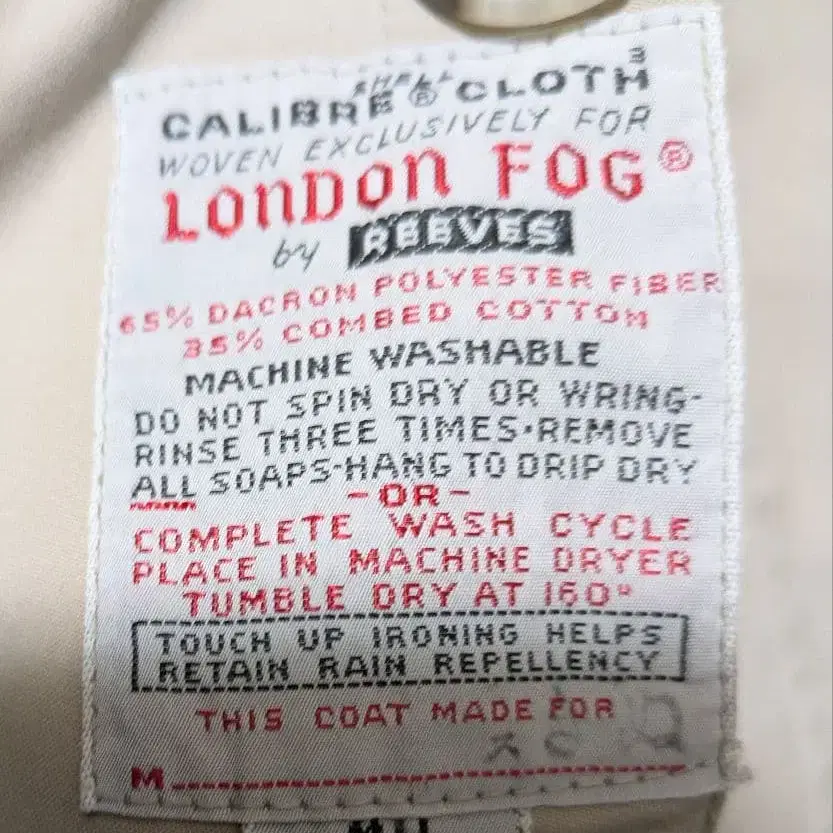 SHELL
CALIBRE® CLOTH³
WOVEN EXCLUSIVELY FOR
LONDON FOG®
by REEVES
65% DACRON POLYESTER FIBER
35% COMBED COTTON
MACHINE WASHABLE
DO NOT SPIN DRY OR WRING-
RINSE THREE TIMES·REMOVE
ALL SOAPS-HANG TO DRIP DRY
-OR-
COMPLETE WASH CYCLE
PLACE IN MACHINE DRYER
TUMBLE DRY AT 160°
TOUCH UP IRONING HELPS
RETAIN RAIN REPELLENCY
THIS COAT MADE FOR
M